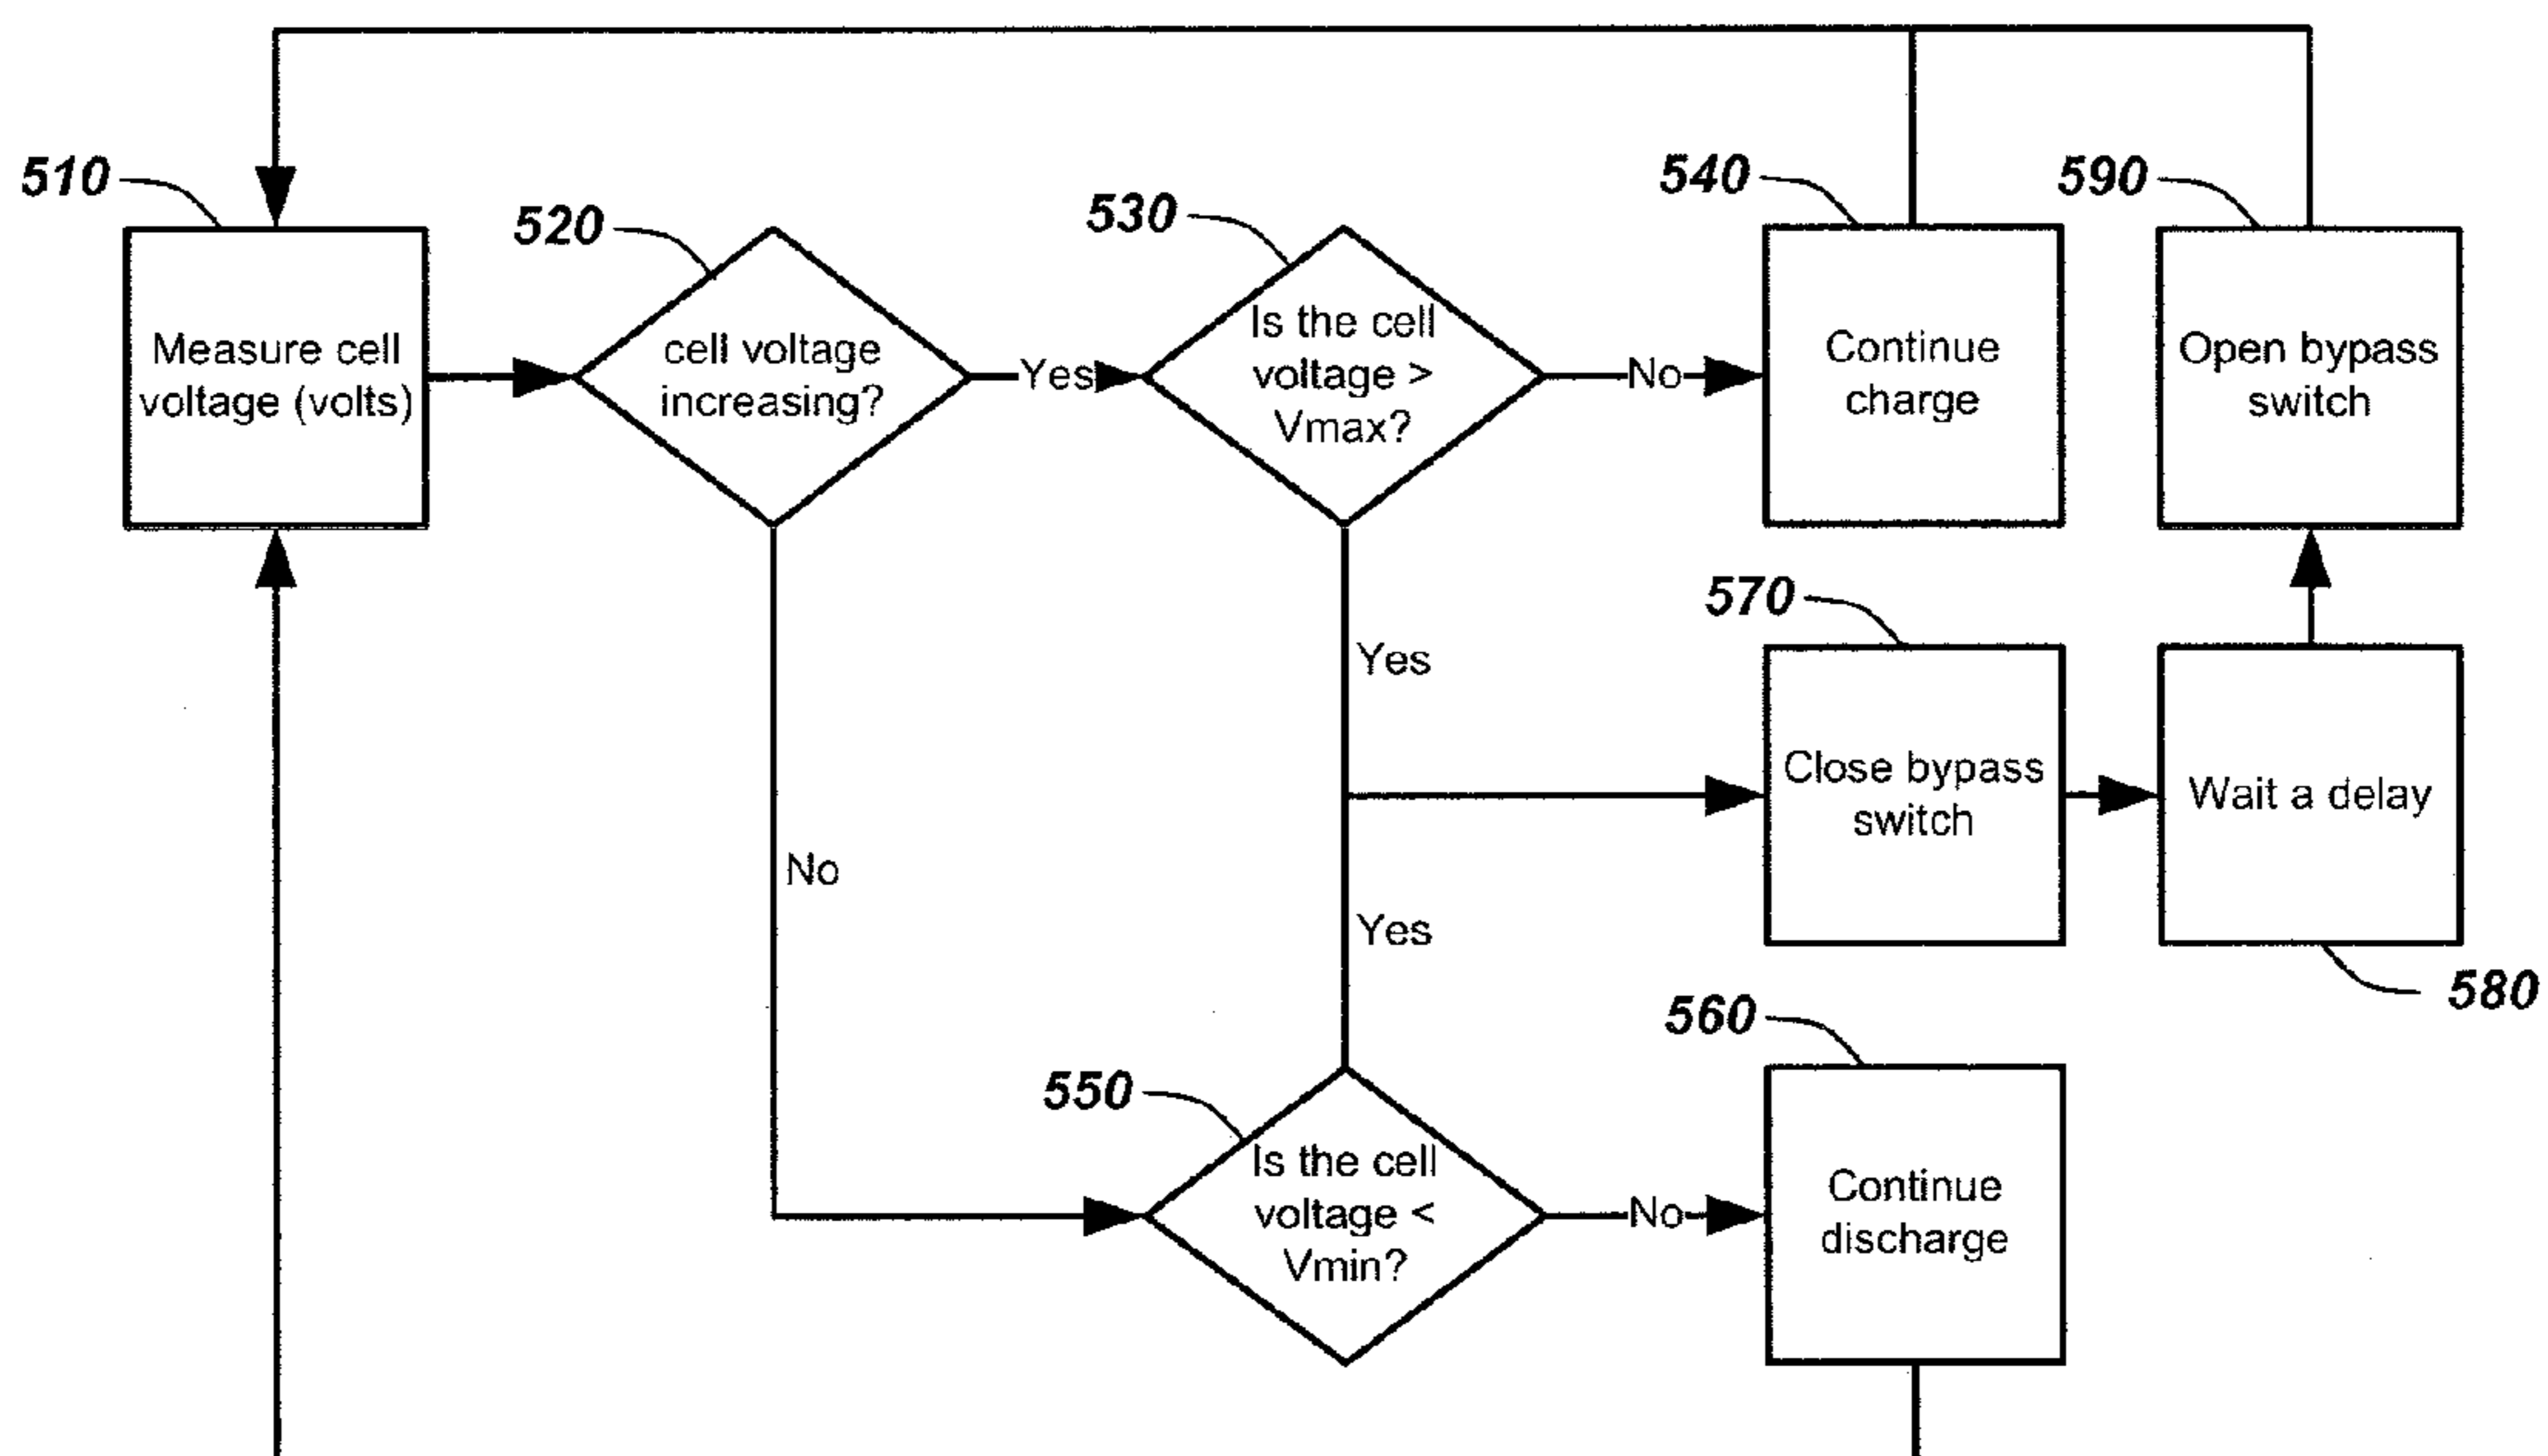 510
Measure cell
voltage (volts)
520
cell voltage
increasing?
Yes
No
530
Is the cell
voltage >
Vmax?
No
Yes
540
Continue
charge
590
Open bypass
switch
570
Close bypass
switch
Wait a delay
580
Yes
550
Is the cell
voltage <
Vmin?
No
560
Continue
discharge